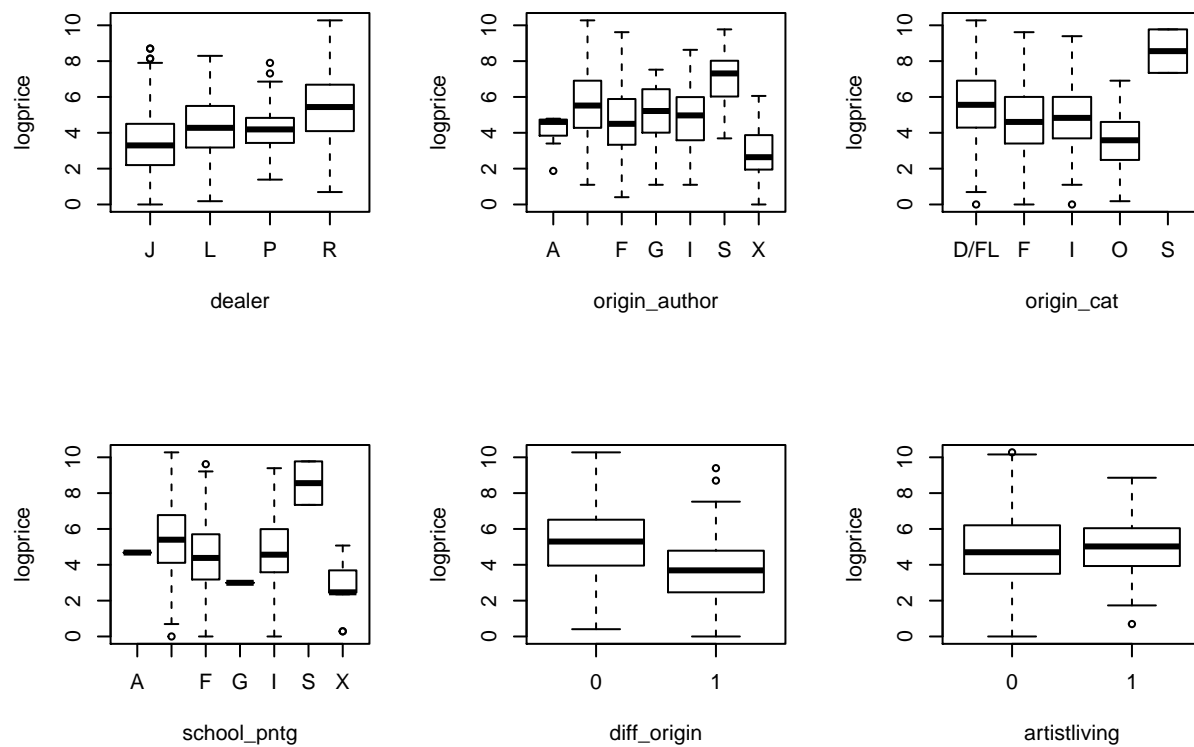 logprice
0 2 4 6 8 10
J L P R
dealer
logprice
0 2 4 6 8 10
A F G I S X
origin_author
logprice
0 2 4 6 8 10
D/FL F I O S
origin_cat
logprice
0 2 4 6 8 10
A F G I S X
school_pntg
logprice
0 2 4 6 8 10
0 1
diff_origin
logprice
0 2 4 6 8 10
0 1
artistliving